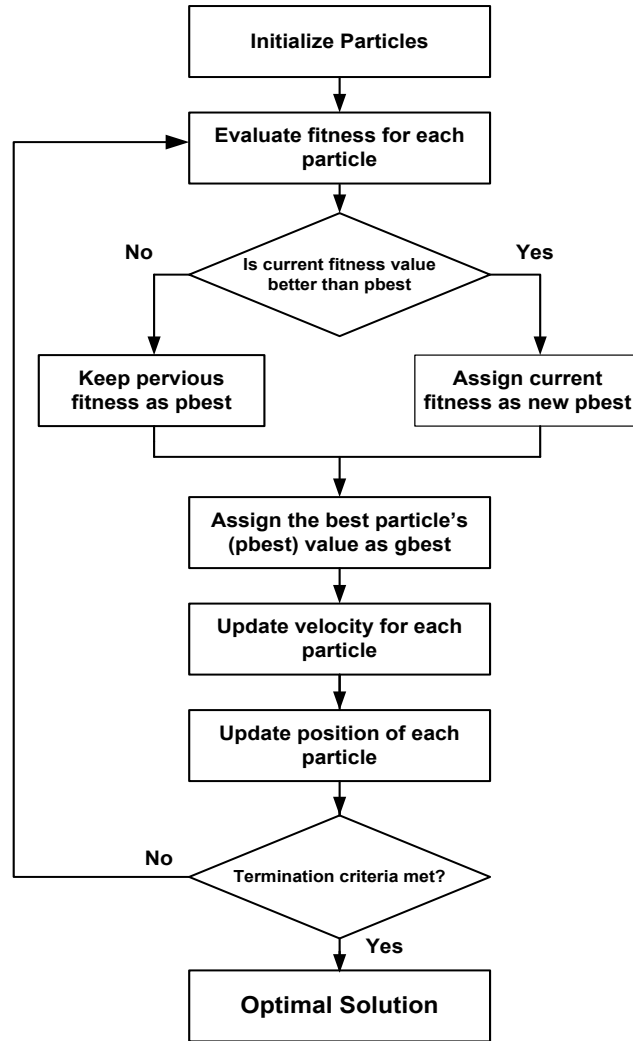 Initialize Particles
Evaluate fitness for each
particle
No
Yes
Is current fitness value
better than pbest
Keep pervious
fitness as pbest
Assign current
fitness as new pbest
Assign the best particle's
(pbest) value as gbest
Update velocity for each
particle
Update position of each
particle
No
Termination criteria met?
Yes
Optimal Solution